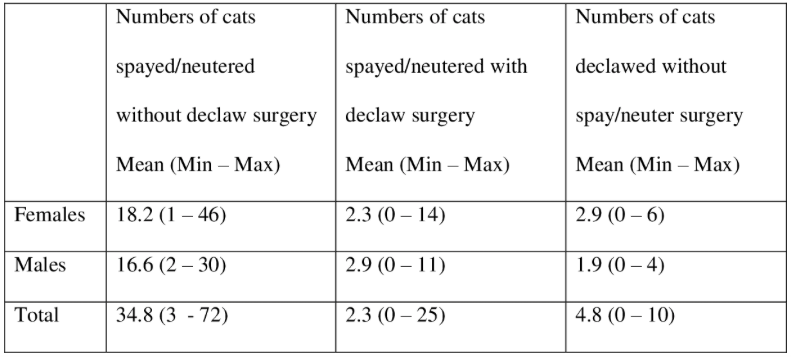 Numbers of cats spayed/neutered without declaw surgery Mean (Min – Max) Numbers of cats spayed/neutered with declaw surgery Mean (Min – Max) Numbers of cats declawed without spay/neuter surgery Mean (Min – Max)
Females 18.2 (1 – 46) 2.3 (0 – 14) 2.9 (0 – 6)
Males 16.6 (2 – 30) 2.9 (0 – 11) 1.9 (0 – 4)
Total 34.8 (3 - 72) 2.3 (0 – 25) 4.8 (0 – 10)